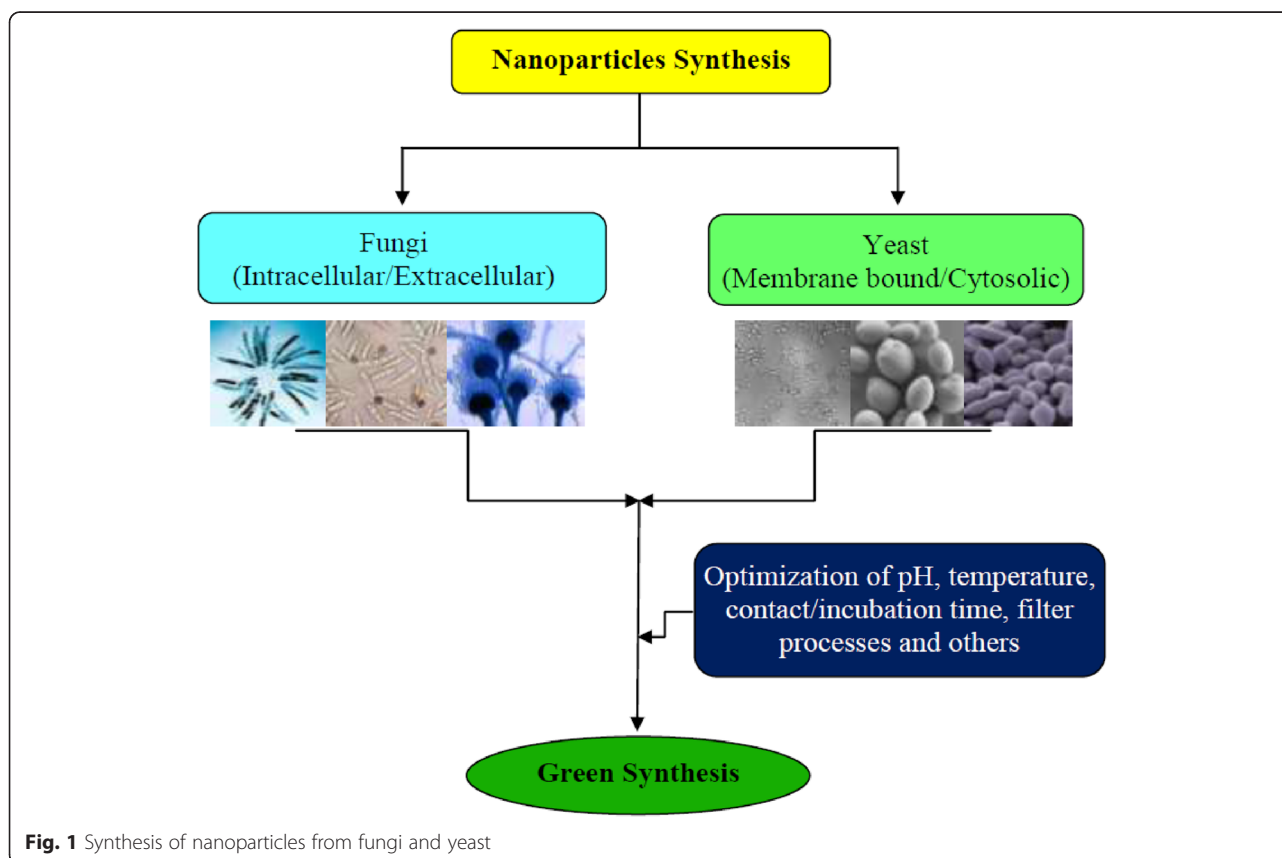 Nanoparticles Synthesis
Fungi
(Intracellular/Extracellular)
Yeast
(Membrane bound/Cytosolic)
Optimization of pH, temperature,
contact/incubation time, filter
processes and others
Green Synthesis
Fig. 1 Synthesis of nanoparticles from fungi and yeast